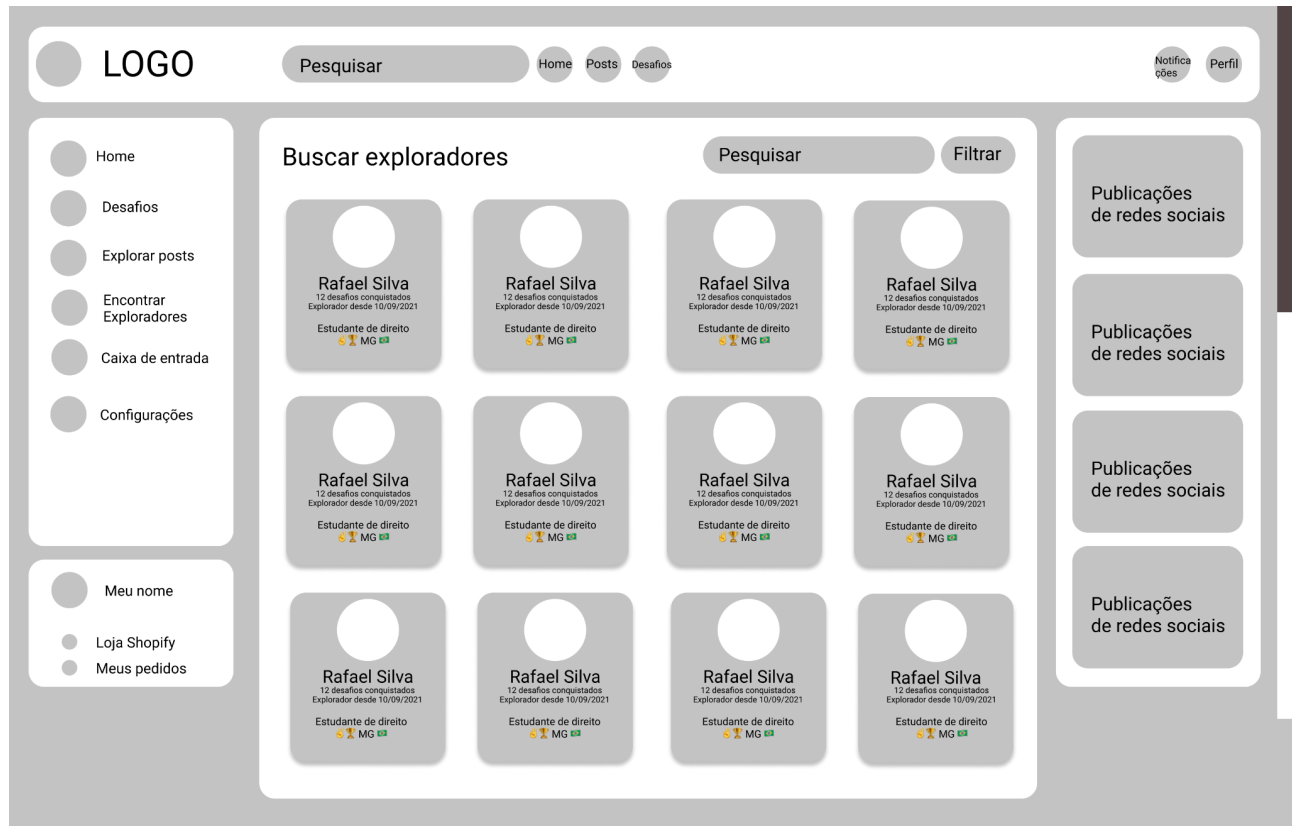 LOGO
Pesquisar
Home
Posts
Desafios
Notifica
ções
Perfil
Home
Desafios
Explorar posts
Encontrar
Exploradores
Caixa de entrada
Configurações
Meu nome
Loja Shopify
Meus pedidos
Buscar exploradores
Pesquisar
Filtrar
Rafael Silva
12 desafios conquistados
Explorador desde 10/09/2021
Estudante de direito
✌️🏆 MG 🇧🇷
Rafael Silva
12 desafios conquistados
Explorador desde 10/09/2021
Estudante de direito
✌️🏆 MG 🇧🇷
Rafael Silva
12 desafios conquistados
Explorador desde 10/09/2021
Estudante de direito
✌️🏆 MG 🇧🇷
Rafael Silva
12 desafios conquistados
Explorador desde 10/09/2021
Estudante de direito
✌️🏆 MG 🇧🇷
Rafael Silva
12 desafios conquistados
Explorador desde 10/09/2021
Estudante de direito
✌️🏆 MG 🇧🇷
Rafael Silva
12 desafios conquistados
Explorador desde 10/09/2021
Estudante de direito
✌️🏆 MG 🇧🇷
Rafael Silva
12 desafios conquistados
Explorador desde 10/09/2021
Estudante de direito
✌️🏆 MG 🇧🇷
Rafael Silva
12 desafios conquistados
Explorador desde 10/09/2021
Estudante de direito
✌️🏆 MG 🇧🇷
Rafael Silva
12 desafios conquistados
Explorador desde 10/09/2021
Estudante de direito
✌️🏆 MG 🇧🇷
Rafael Silva
12 desafios conquistados
Explorador desde 10/09/2021
Estudante de direito
✌️🏆 MG 🇧🇷
Rafael Silva
12 desafios conquistados
Explorador desde 10/09/2021
Estudante de direito
✌️🏆 MG 🇧🇷
Rafael Silva
12 desafios conquistados
Explorador desde 10/09/2021
Estudante de direito
✌️🏆 MG 🇧🇷
Publicações
de redes sociais
Publicações
de redes sociais
Publicações
de redes sociais
Publicações
de redes sociais